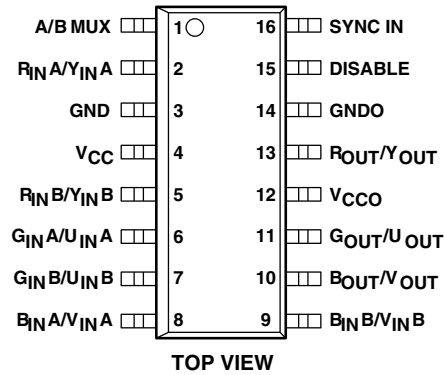 A/B MUX 1 16 SYNC IN
RIN A/YIN A 2 15 DISABLE
GND 3 14 GNDO
VCC 4 13 ROUT/YOUT
RIN B/YIN B 5 12 VCCO
GIN A/UIN A 6 11 GOUT/UOUT
GIN B/UIN B 7 10 BOUT/VOUT
BIN A/VIN A 8 9 BIN B/VIN B
TOP VIEW